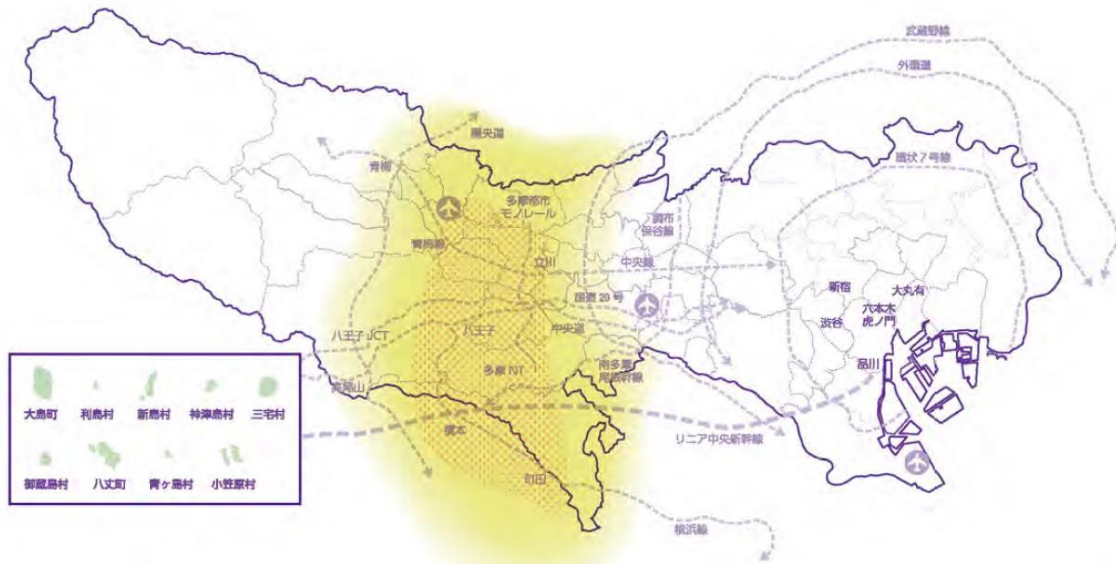 武蔵野線
外環道
環状7号線
圏央道
青梅
多摩都市
モノレール
調布
保谷線
青梅線
立川
中央線
新宿
大丸有
国道20号
六本木
虎ノ門
渋谷
八王子JCT
八王子
中央道
品川
多摩NT
南多摩
尾根幹線
高尾山
橋本
リニア中央新幹線
町田
横浜線
大島町 利島村 新島村 神津島村 三宅村
御蔵島村 八丈町 青ヶ島村 小笠原村